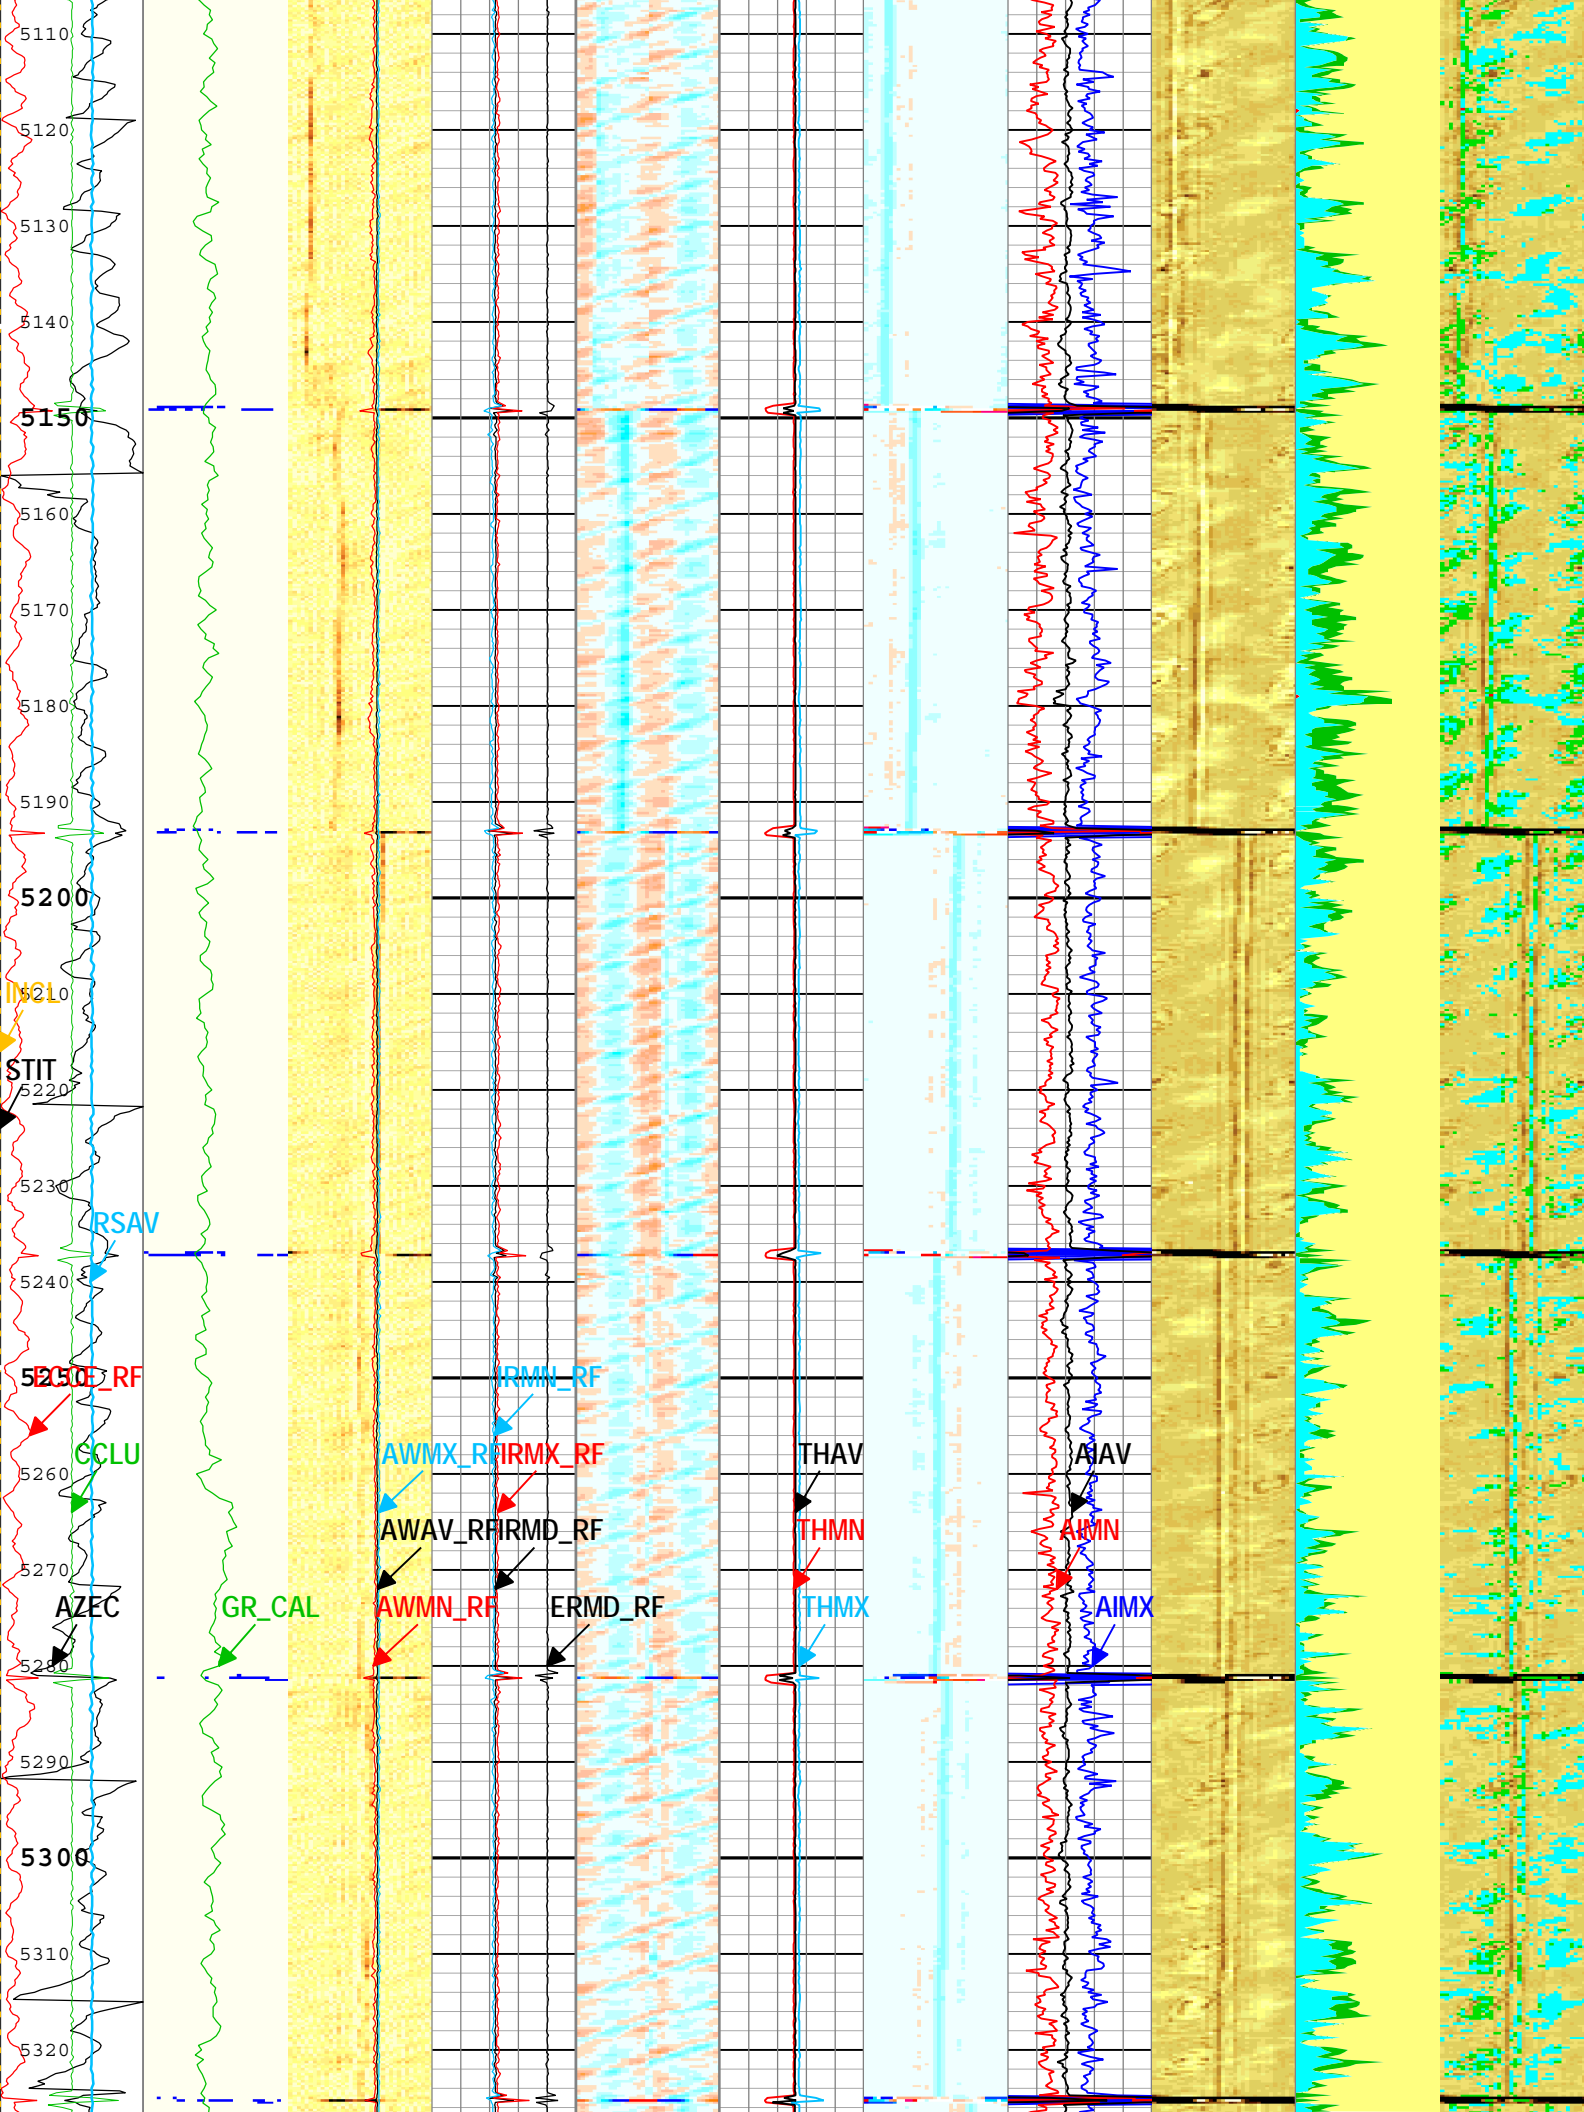 5110
5120
5130
5140
5150
5160
5170
5180
5190
5200
INCL 5210
STIT
5220
5230
RSAV
5240
5250 ECCE_RF IRMN_RF
CCLU AWMX_RF IRMX_RF THAV AIAV
5260
AWAV_RF IRMD_RF THMN AIMN
5270
AZEC GR_CAL AWMN_RF ERMD_RF THMX AIMX
5280
5290
5300
5310
5320